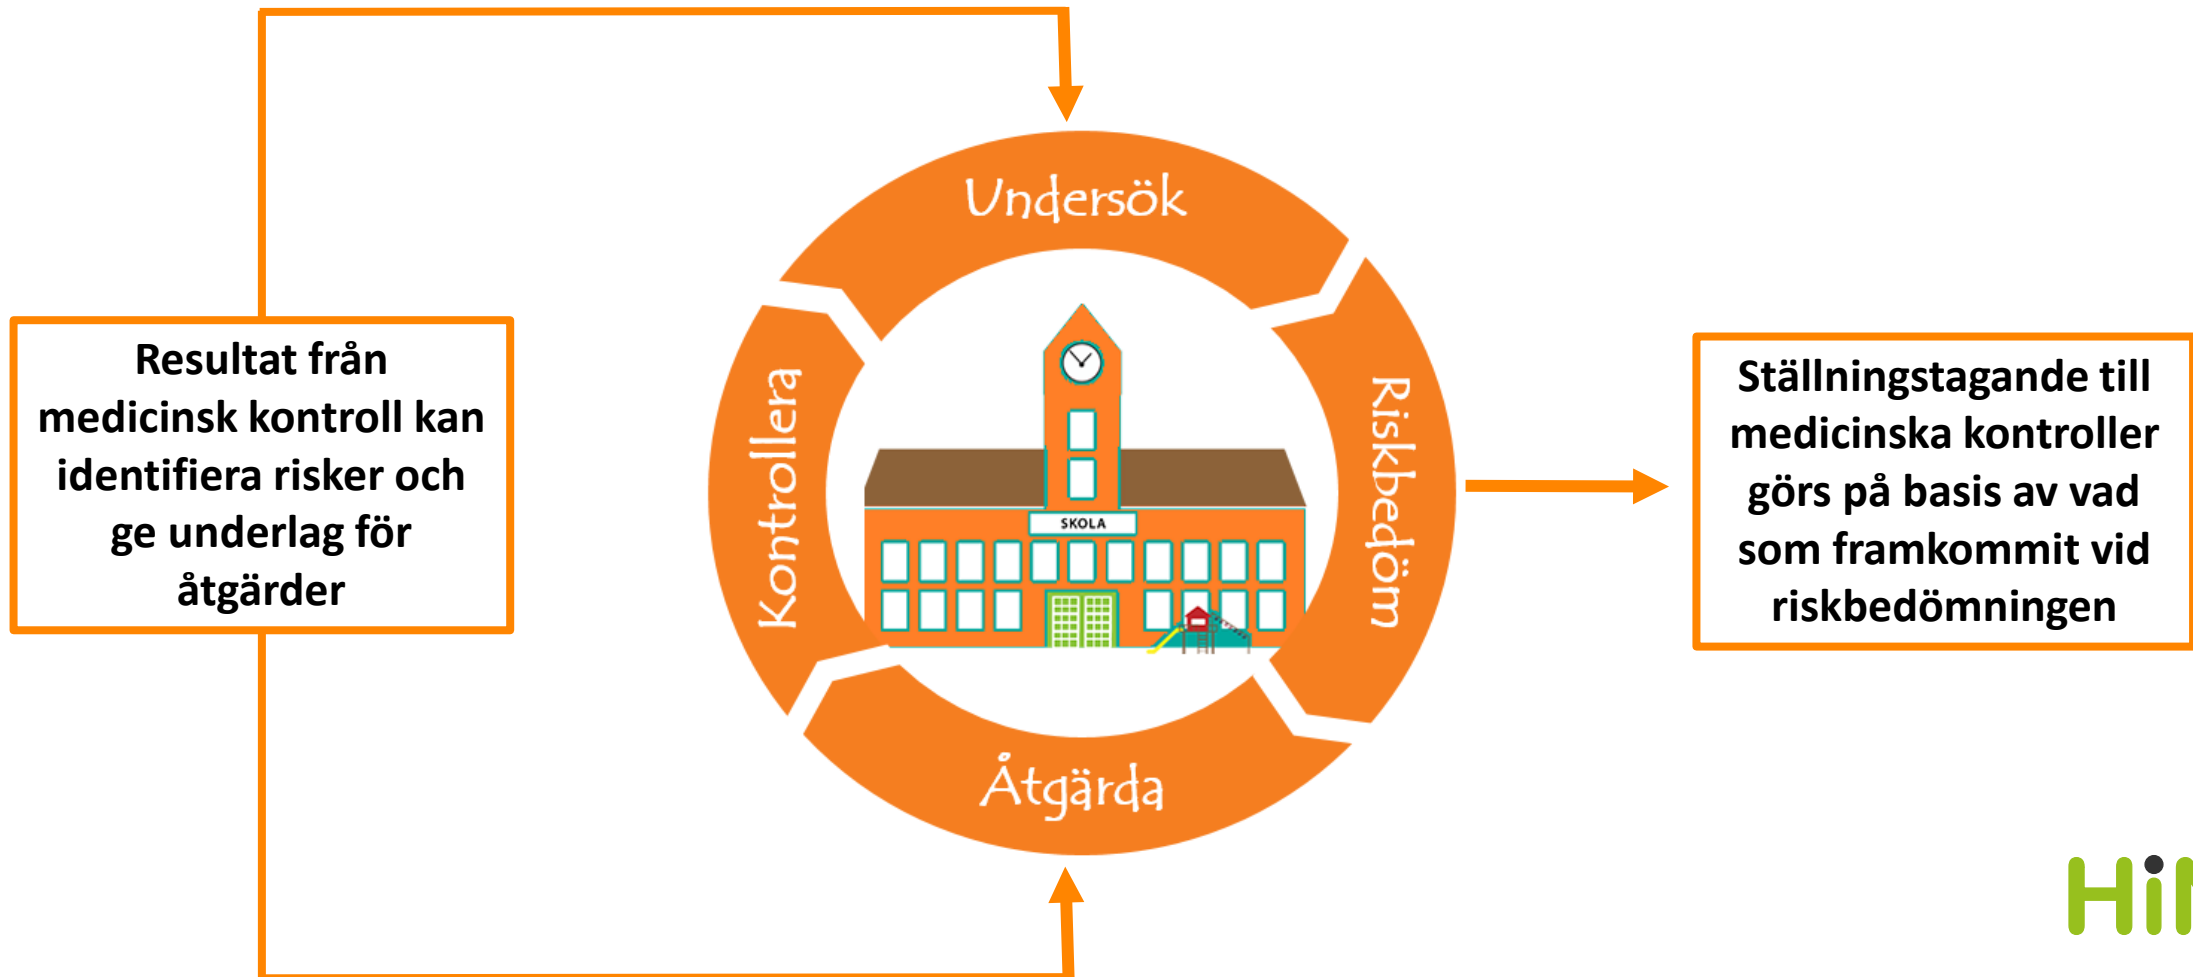 Undersök
Resultat från
medicinsk kontroll kan
identifiera risker och
ge underlag för
åtgärder
Kontrollera
SKOLA
Riskbedöm
Ställningstagande till
medicinska kontroller
görs på basis av vad
som framkommit vid
riskbedömningen
Åtgärda